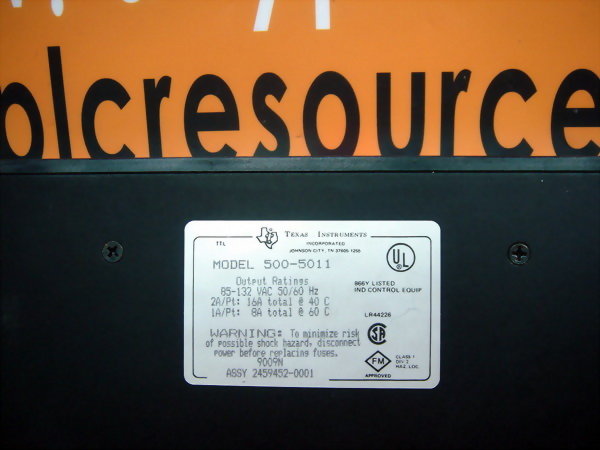 plcresource
TEXAS INSTRUMENTS
INCORPORATED
JOHNSON CITY, TN 37605-1255
TTL
MODEL 500-5011
UL
Output Ratings
85-132 VAC 50/60 Hz
2A/Pt: 16A total @ 40 C
1A/Pt: 8A total @ 60 C
866Y LISTED
IND CONTROL EQUIP
LR44226
SA
WARNING: To minimize risk
of possible shock hazard, disconnect
power before replacing fuses.
9009N
ASSY 2459452-0001
FM
APPROVED
CLASS 1
DIV 2
HAZ. LOC.